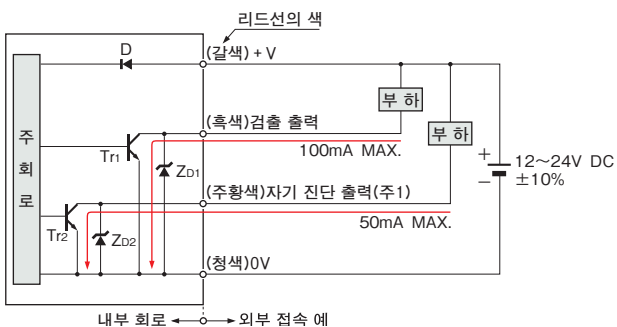 리드선의 색
D
(갈색) + V
부 하
(흑색)검출 출력
부 하
주
회
로
Tr1
ZD1
100mA MAX.
+
12~24V DC
−
±10%
(주황색)자기 진단 출력(주1)
50mA MAX.
Tr2
ZD2
(청색)0V
내부 회로
외부 접속 예